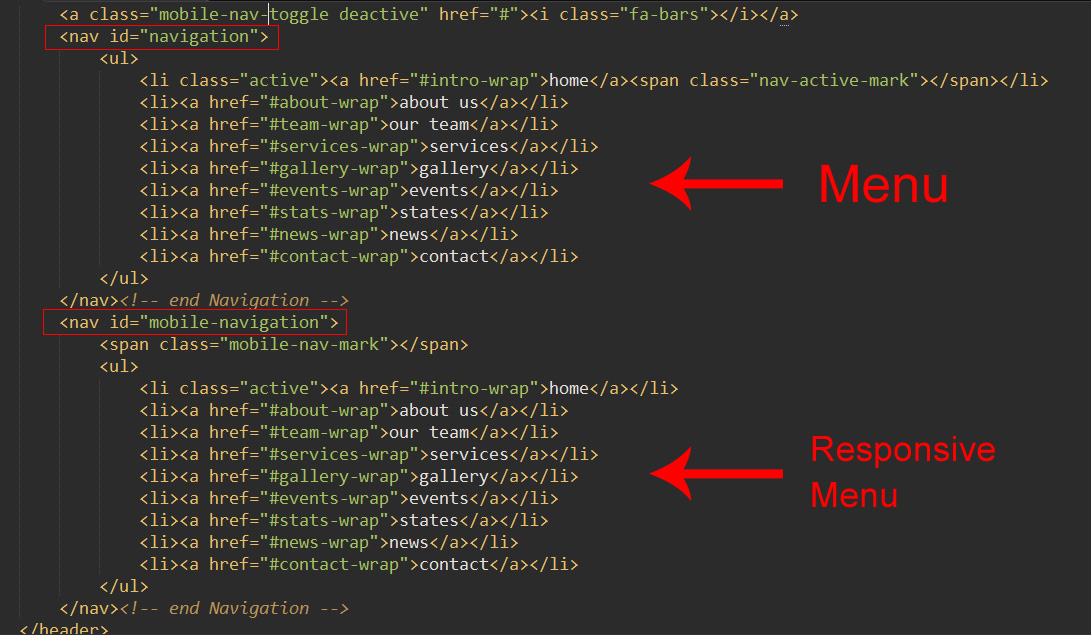 <a class="mobile-nav-toggle deactive" href="#"><i class="fa-bars"></i></a>
<nav id="navigation">
<ul>
<li class="active"><a href="#intro-wrap">home</a><span class="nav-active-mark"></span></li>
<li><a href="#about-wrap">about us</a></li>
<li><a href="#team-wrap">our team</a></li>
<li><a href="#services-wrap">services</a></li>
<li><a href="#gallery-wrap">gallery</a></li>
<li><a href="#events-wrap">events</a></li>
<li><a href="#stats-wrap">states</a></li>
<li><a href="#news-wrap">news</a></li>
<li><a href="#contact-wrap">contact</a></li>
</ul>
</nav><!-- end Navigation -->
Menu
<nav id="mobile-navigation">
<span class="mobile-nav-mark"></span>
<ul>
<li class="active"><a href="#intro-wrap">home</a></li>
<li><a href="#about-wrap">about us</a></li>
<li><a href="#team-wrap">our team</a></li>
<li><a href="#services-wrap">services</a></li>
<li><a href="#gallery-wrap">gallery</a></li>
<li><a href="#events-wrap">events</a></li>
<li><a href="#stats-wrap">states</a></li>
<li><a href="#news-wrap">news</a></li>
<li><a href="#contact-wrap">contact</a></li>
</ul>
</nav><!-- end Navigation -->
Responsive
Menu
</header>